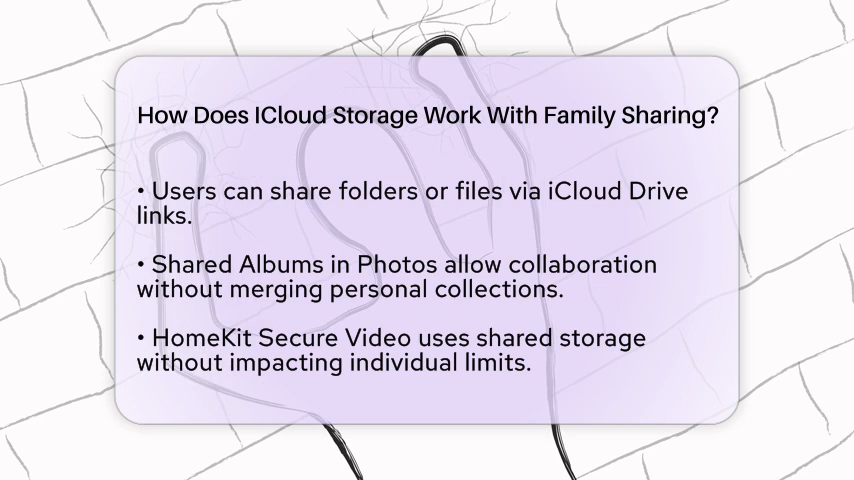 How Does ICloud Storage Work With Family Sharing?
• Users can share folders or files via iCloud Drive
links.
• Shared Albums in Photos allow collaboration
without merging personal collections.
• HomeKit Secure Video uses shared storage
without impacting individual limits.